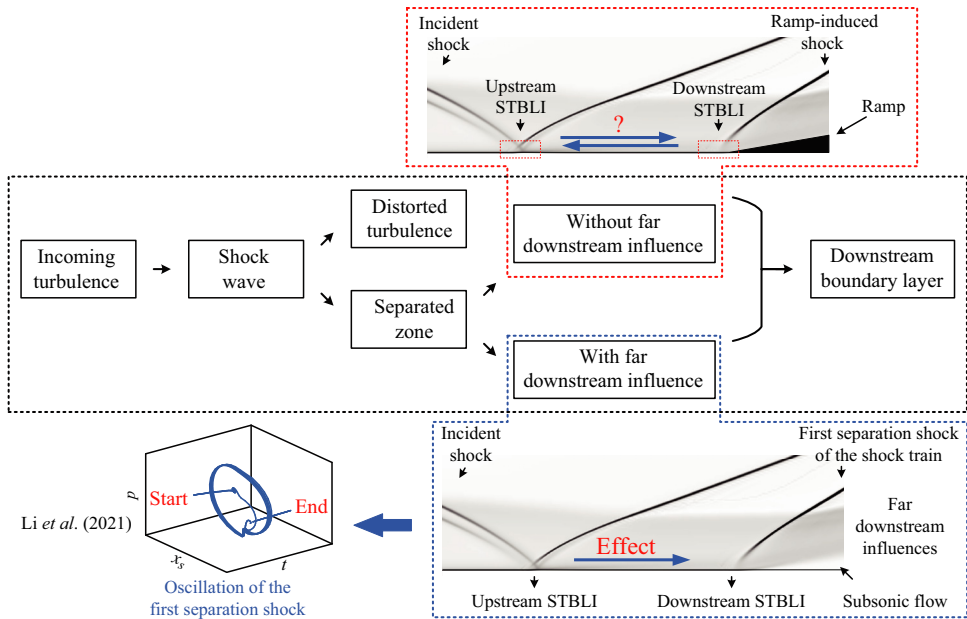 Incident
shock
Ramp-induced
shock
Upstream
STBLI
Downstream
STBLI
Ramp
?
Incoming
turbulence
Shock
wave
Distorted
turbulence
Separated
zone
Without far
downstream influence
With far
downstream influence
Downstream
boundary layer
Incident
shock
First separation shock
of the shock train
Far
downstream
influences
Effect
Upstream STBLI
Downstream STBLI
Subsonic flow
Li et al. (2021)
p
Start
End
x_s
t
Oscillation of the
first separation shock